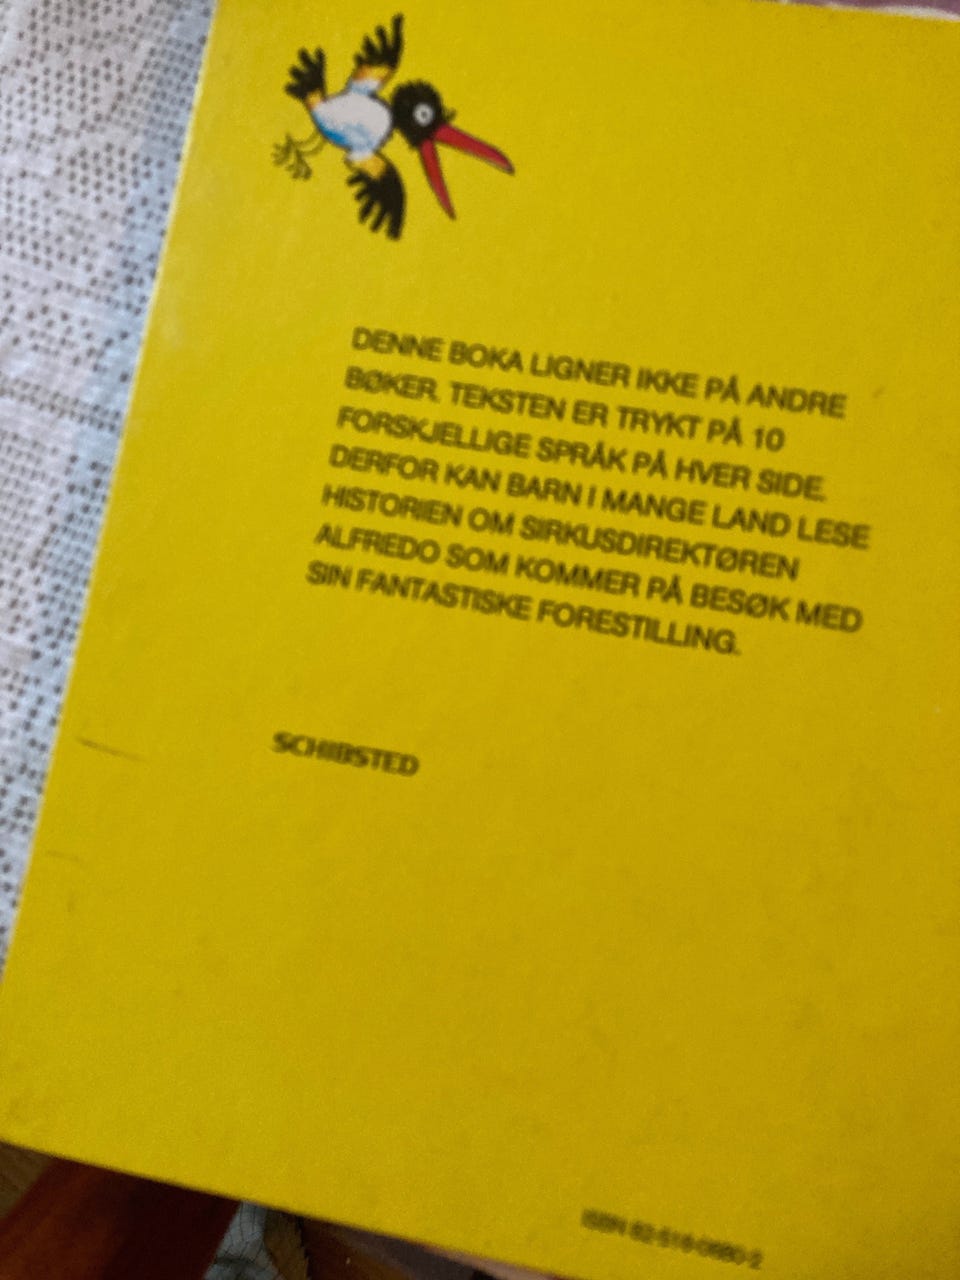 DENNE BOKA LIGNER IKKE PÅ ANDRE
BØKER. TEKSTEN ER TRYKT PÅ 10
FORSKJELLIGE SPRÅK PÅ HVER SIDE.
DERFOR KAN BARN I MANGE LAND LESE
HISTORIEN OM SIRKUSDIREKTØREN
ALFREDO SOM KOMMER PÅ BESØK MED
SIN FANTASTISKE FORESTILLING.
SCHIBSTED
ISBN